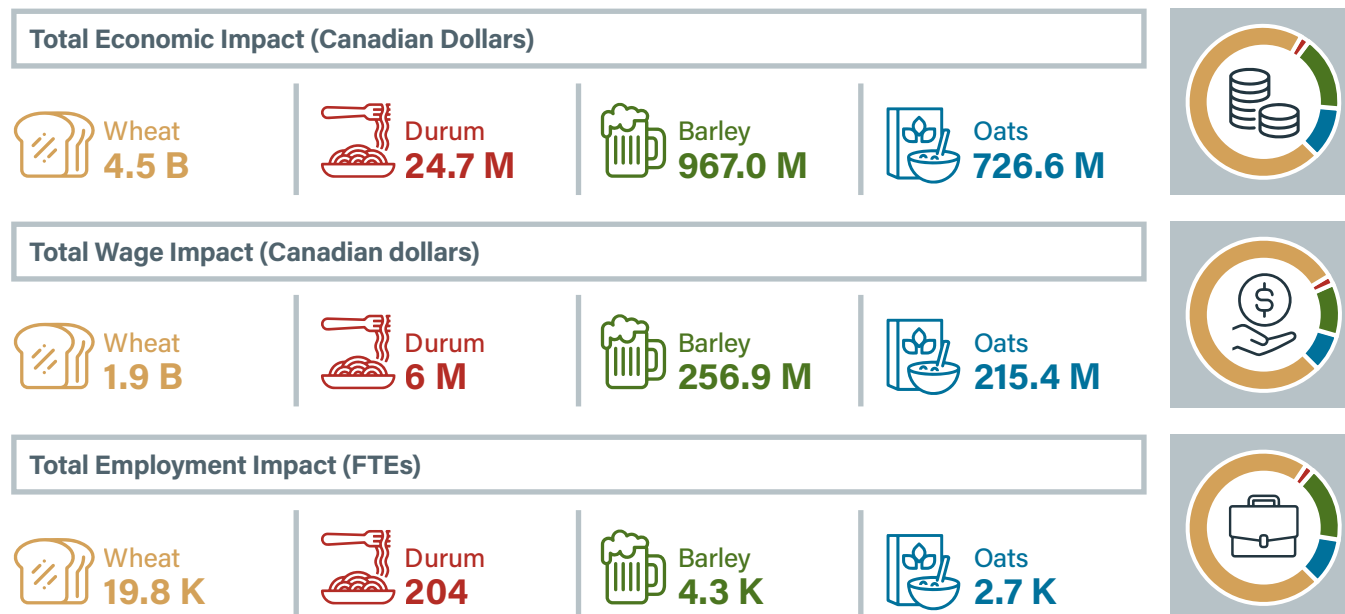 Total Economic Impact (Canadian Dollars)
Wheat
4.5 B
Durum
24.7 M
Barley
967.0 M
Oats
726.6 M
Total Wage Impact (Canadian dollars)
Wheat
1.9 B
Durum
6 M
Barley
256.9 M
Oats
215.4 M
Total Employment Impact (FTEs)
Wheat
19.8 K
Durum
204
Barley
4.3 K
Oats
2.7 K